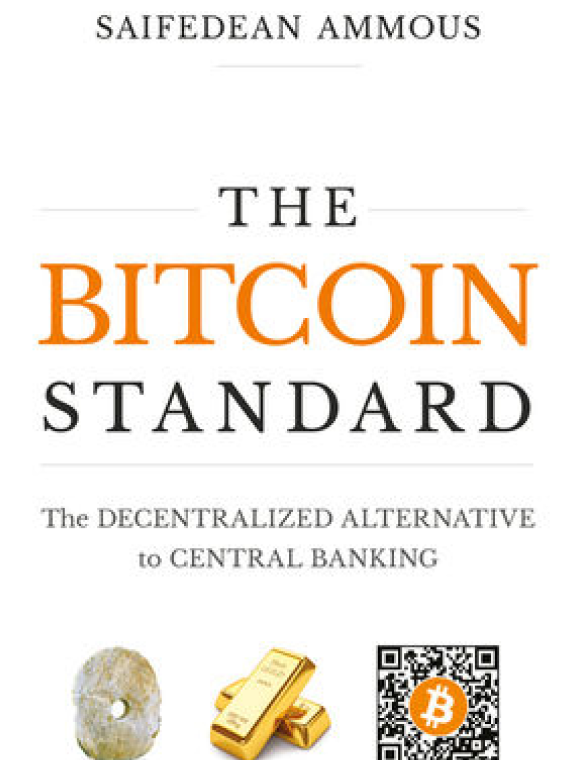 SAIFEDEAN AMMOUS
THE
BITCOIN
STANDARD
The DECENTRALIZED ALTERNATIVE
to CENTRAL BANKING